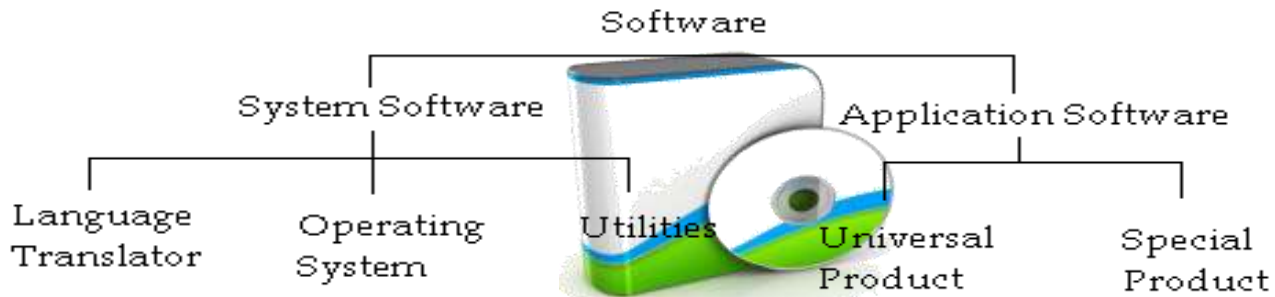 Software
System Software
Application Software
Language
Translator
Operating
System
Utilities
Universal
Product
Special
Product